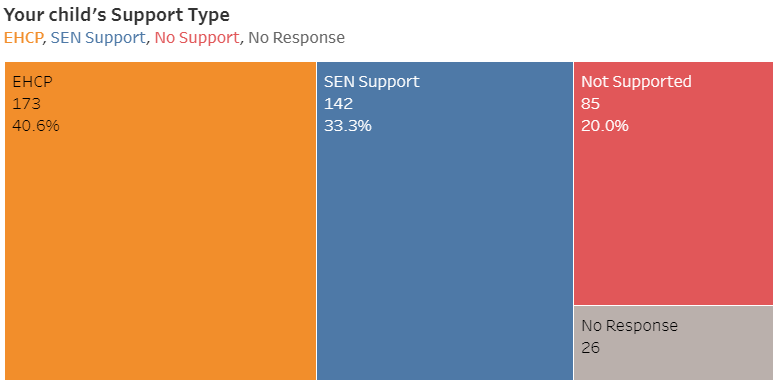 Your child's Support Type
EHCP, SEN Support, No Support, No Response
EHCP
173
40.6%
SEN Support
142
33.3%
Not Supported
85
20.0%
No Response
26